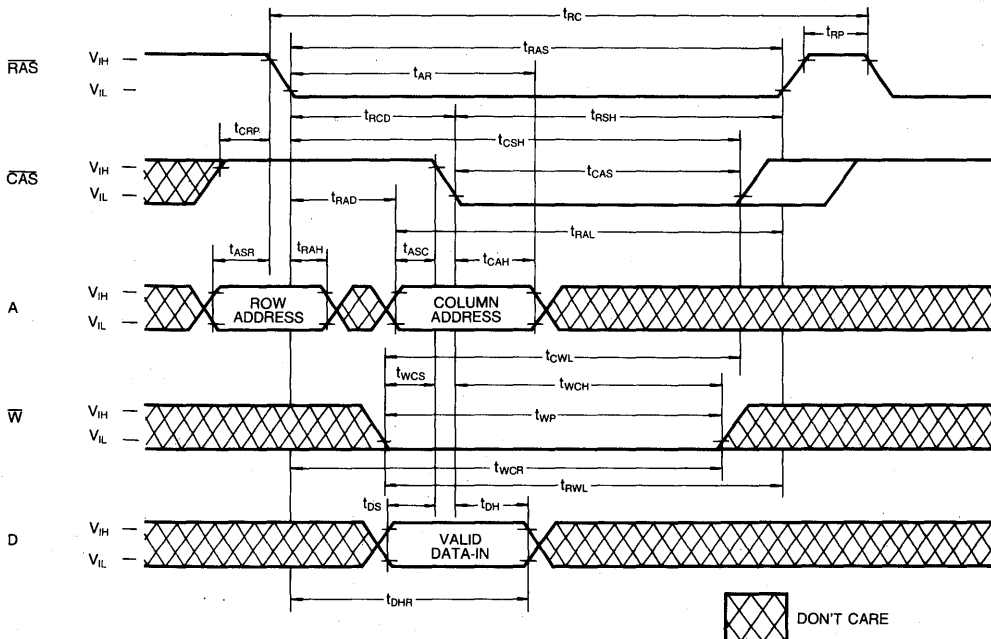 tRC
tRP
RAS
VIH
VIL
tRAS
tAR
tRCD
tRSH
tCRP
tCSH
CAS
VIH
VIL
tCAS
tRAD
tRAL
tASR
tRAH
tASC
tCAH
A
VIH
VIL
ROW ADDRESS
COLUMN ADDRESS
tCWL
tWCS
tWCH
W
VIH
VIL
tWP
tWCR
tRWL
tDS
tDH
D
VIH
VIL
VALID DATA-IN
tDHR
DON'T CARE